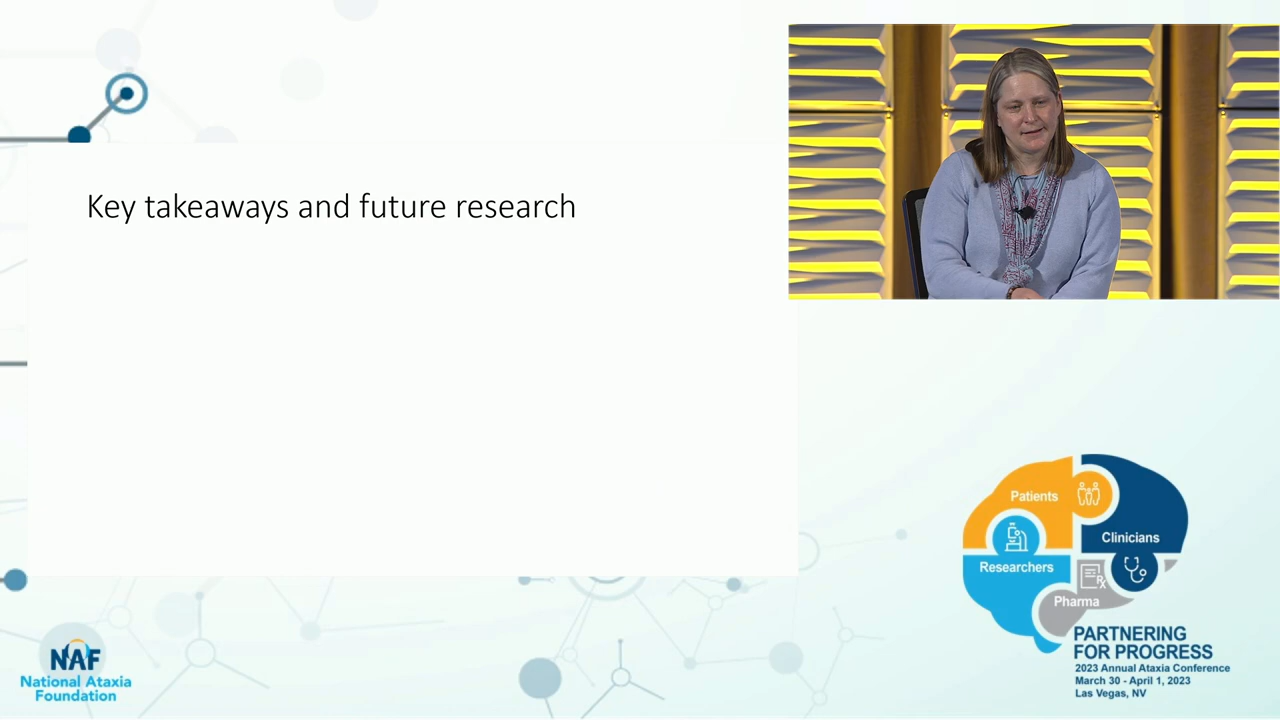 Key takeaways and future research
Patients
Clinicians
Researchers
Rx
Pharma
PARTNERING
FOR PROGRESS
2023 Annual Ataxia Conference
March 30 - April 1, 2023
Las Vegas, NV
NAF
National Ataxia
Foundation